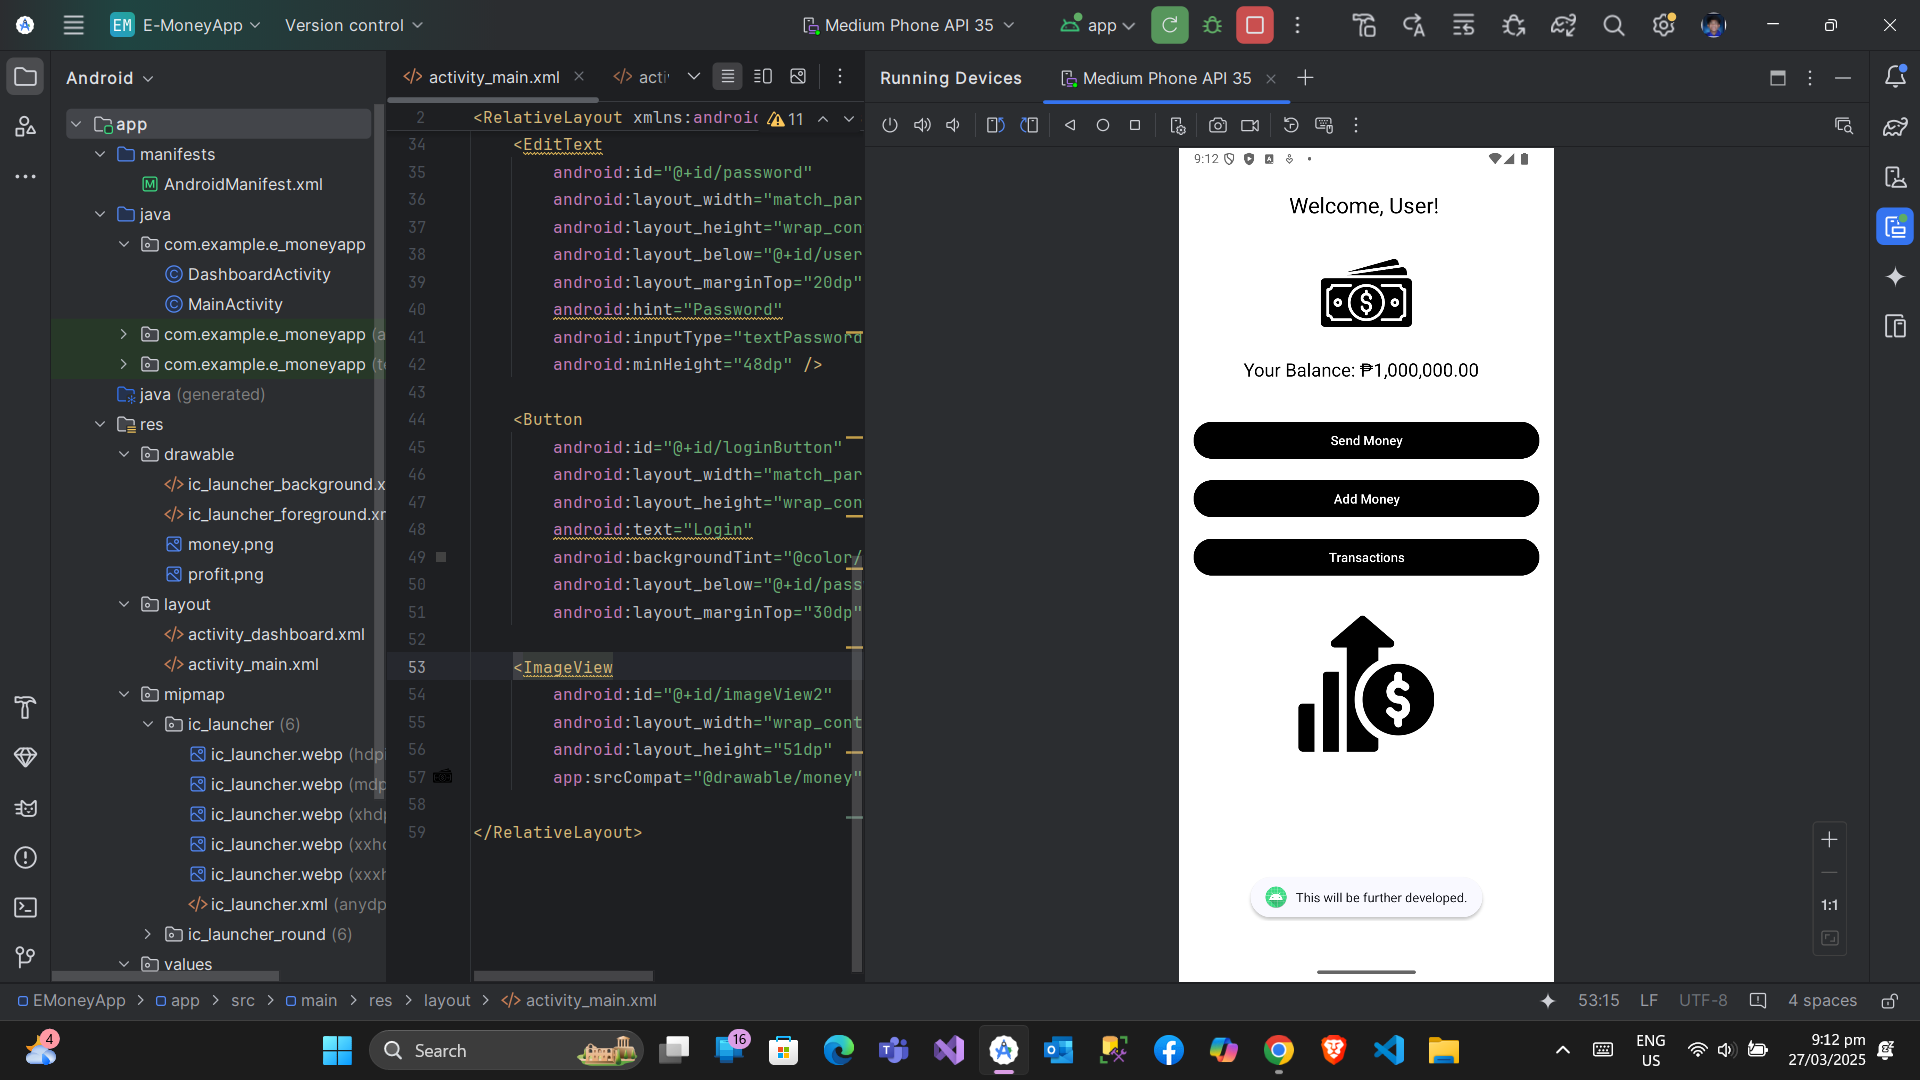 EM E-MoneyApp Version control Medium Phone API 35 app
Android
app
manifests
AndroidManifest.xml
java
com.example.e_moneyapp
DashboardActivity
MainActivity
com.example.e_moneyapp (a
com.example.e_moneyapp (te
java (generated)
res
drawable
ic_launcher_background.x
ic_launcher_foreground.xr
money.png
profit.png
layout
activity_dashboard.xml
activity_main.xml
mipmap
ic_launcher (6)
ic_launcher.webp (hdpi
ic_launcher.webp (mdp
ic_launcher.webp (xhdp
ic_launcher.webp (xxhd
ic_launcher.webp (xxxh
ic_launcher.xml (anydp
ic_launcher_round (6)
values
activity_main.xml acti
2 <RelativeLayout xmlns:android 11
34 <EditText
35 android:id="@+id/password"
36 android:layout_width="match_par
37 android:layout_height="wrap_con
38 android:layout_below="@+id/user
39 android:layout_marginTop="20dp"
40 android:hint="Password"
41 android:inputType="textPassword
42 android:minHeight="48dp" />
43
44 <Button
45 android:id="@+id/loginButton"
46 android:layout_width="match_par
47 android:layout_height="wrap_con
48 android:text="Login"
49 android:backgroundTint="@color/
50 android:layout_below="@+id/pass
51 android:layout_marginTop="30dp"
52
53 <ImageView
54 android:id="@+id/imageView2"
55 android:layout_width="wrap_cont
56 android:layout_height="51dp"
57 app:srcCompat="@drawable/money"
58
59 </RelativeLayout>
Running Devices Medium Phone API 35
9:12
Welcome, User!
Your Balance: ₱1,000,000.00
Send Money
Add Money
Transactions
This will be further developed.
1:1
EMoneyApp > app > src > main > res > layout > activity_main.xml
53:15 LF UTF-8 4 spaces
4
Search
16
ENG
US
9:12 pm
27/03/2025